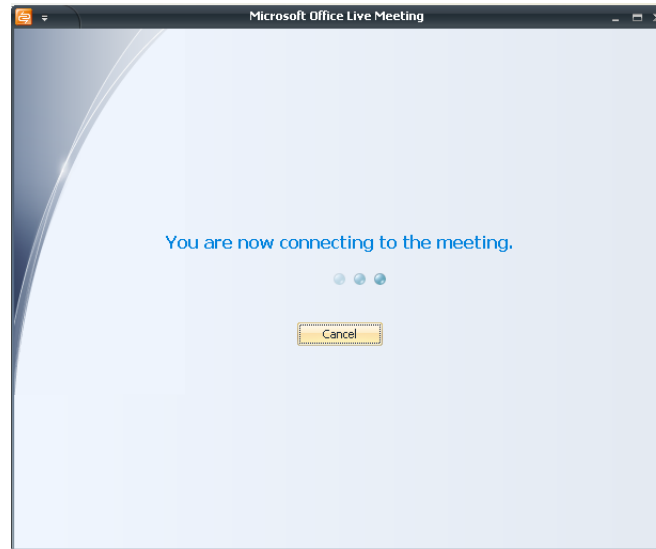 Microsoft Office Live Meeting
You are now connecting to the meeting.
Cancel